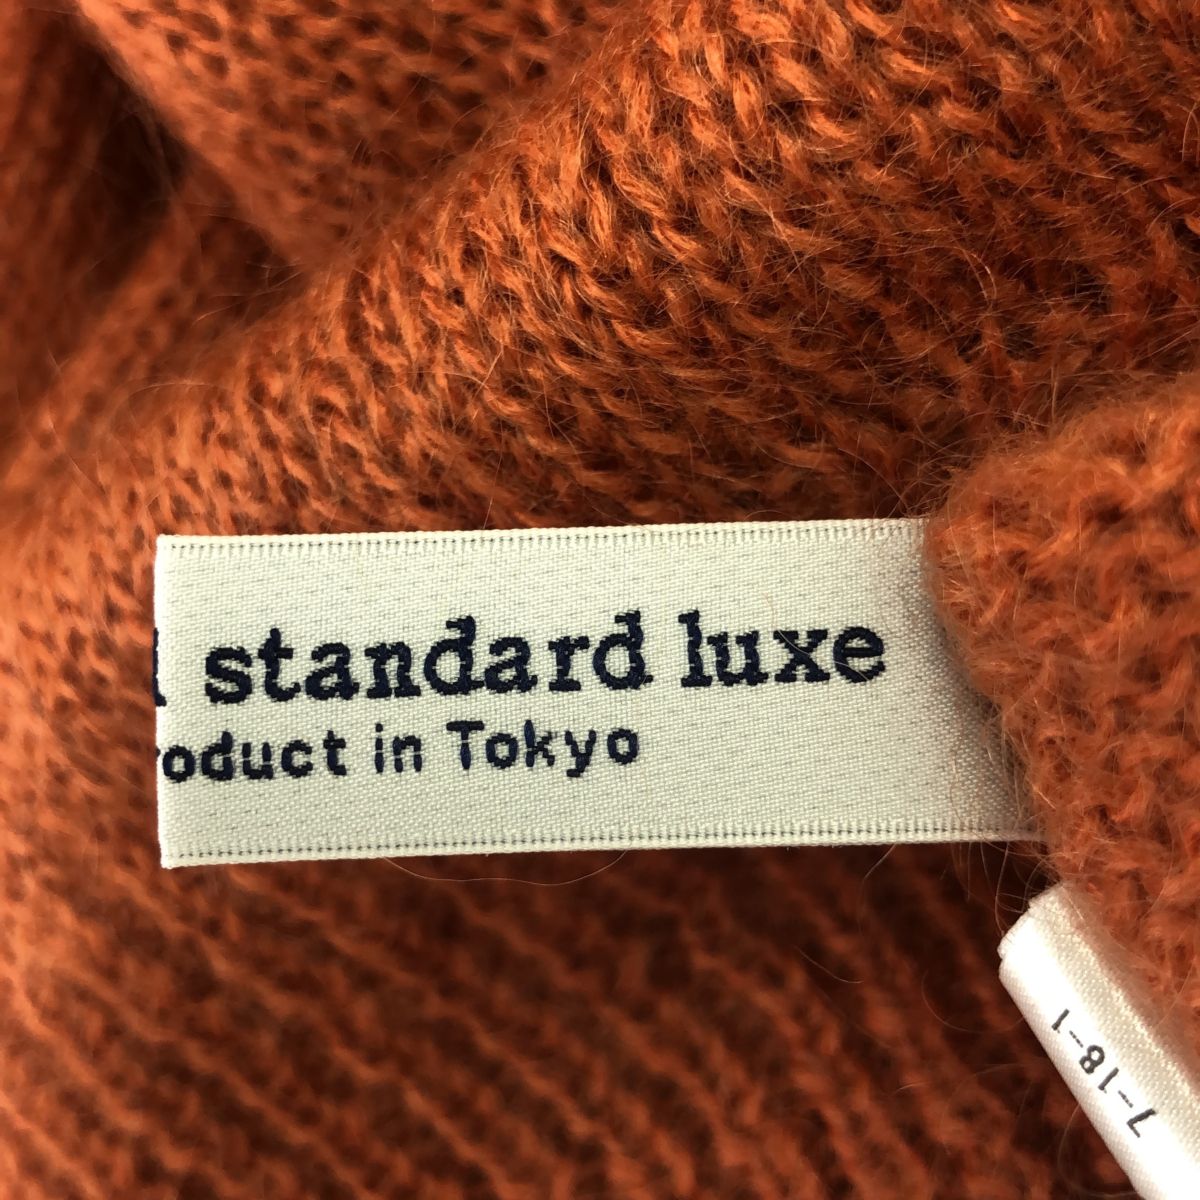 standard luxe
oduct in Tokyo
7-18-1